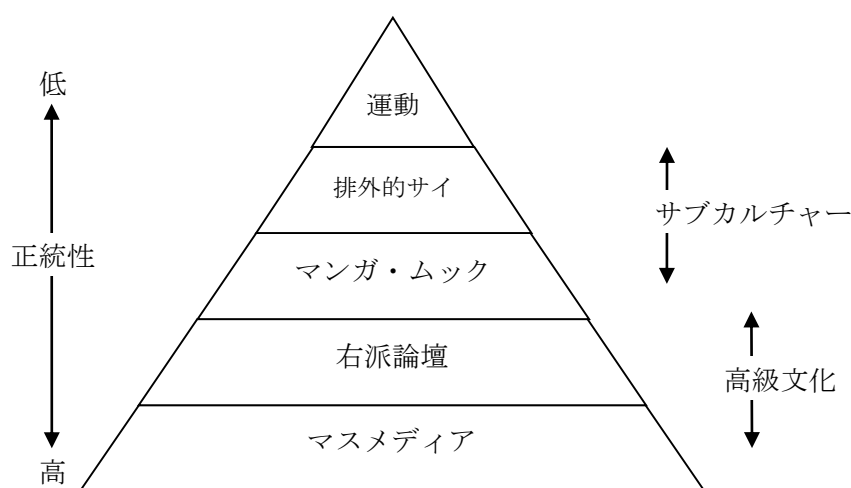 低
運動
排外的サイ
サブカルチャー
正統性
マンガ・ムック
右派論壇
高級文化
マスメディア
高